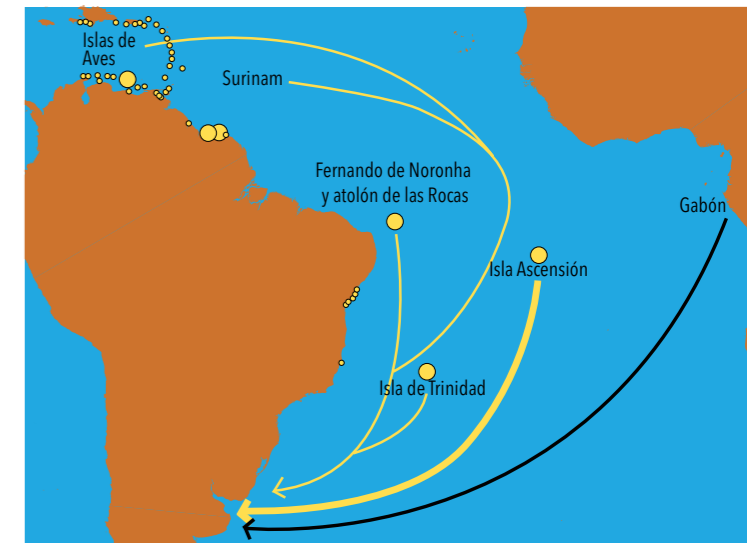 Islas de
Aves
Surinam
Fernando de Noronha
y atolón de las Rocas
Gabón
Isla Ascensión
Isla de Trinidad